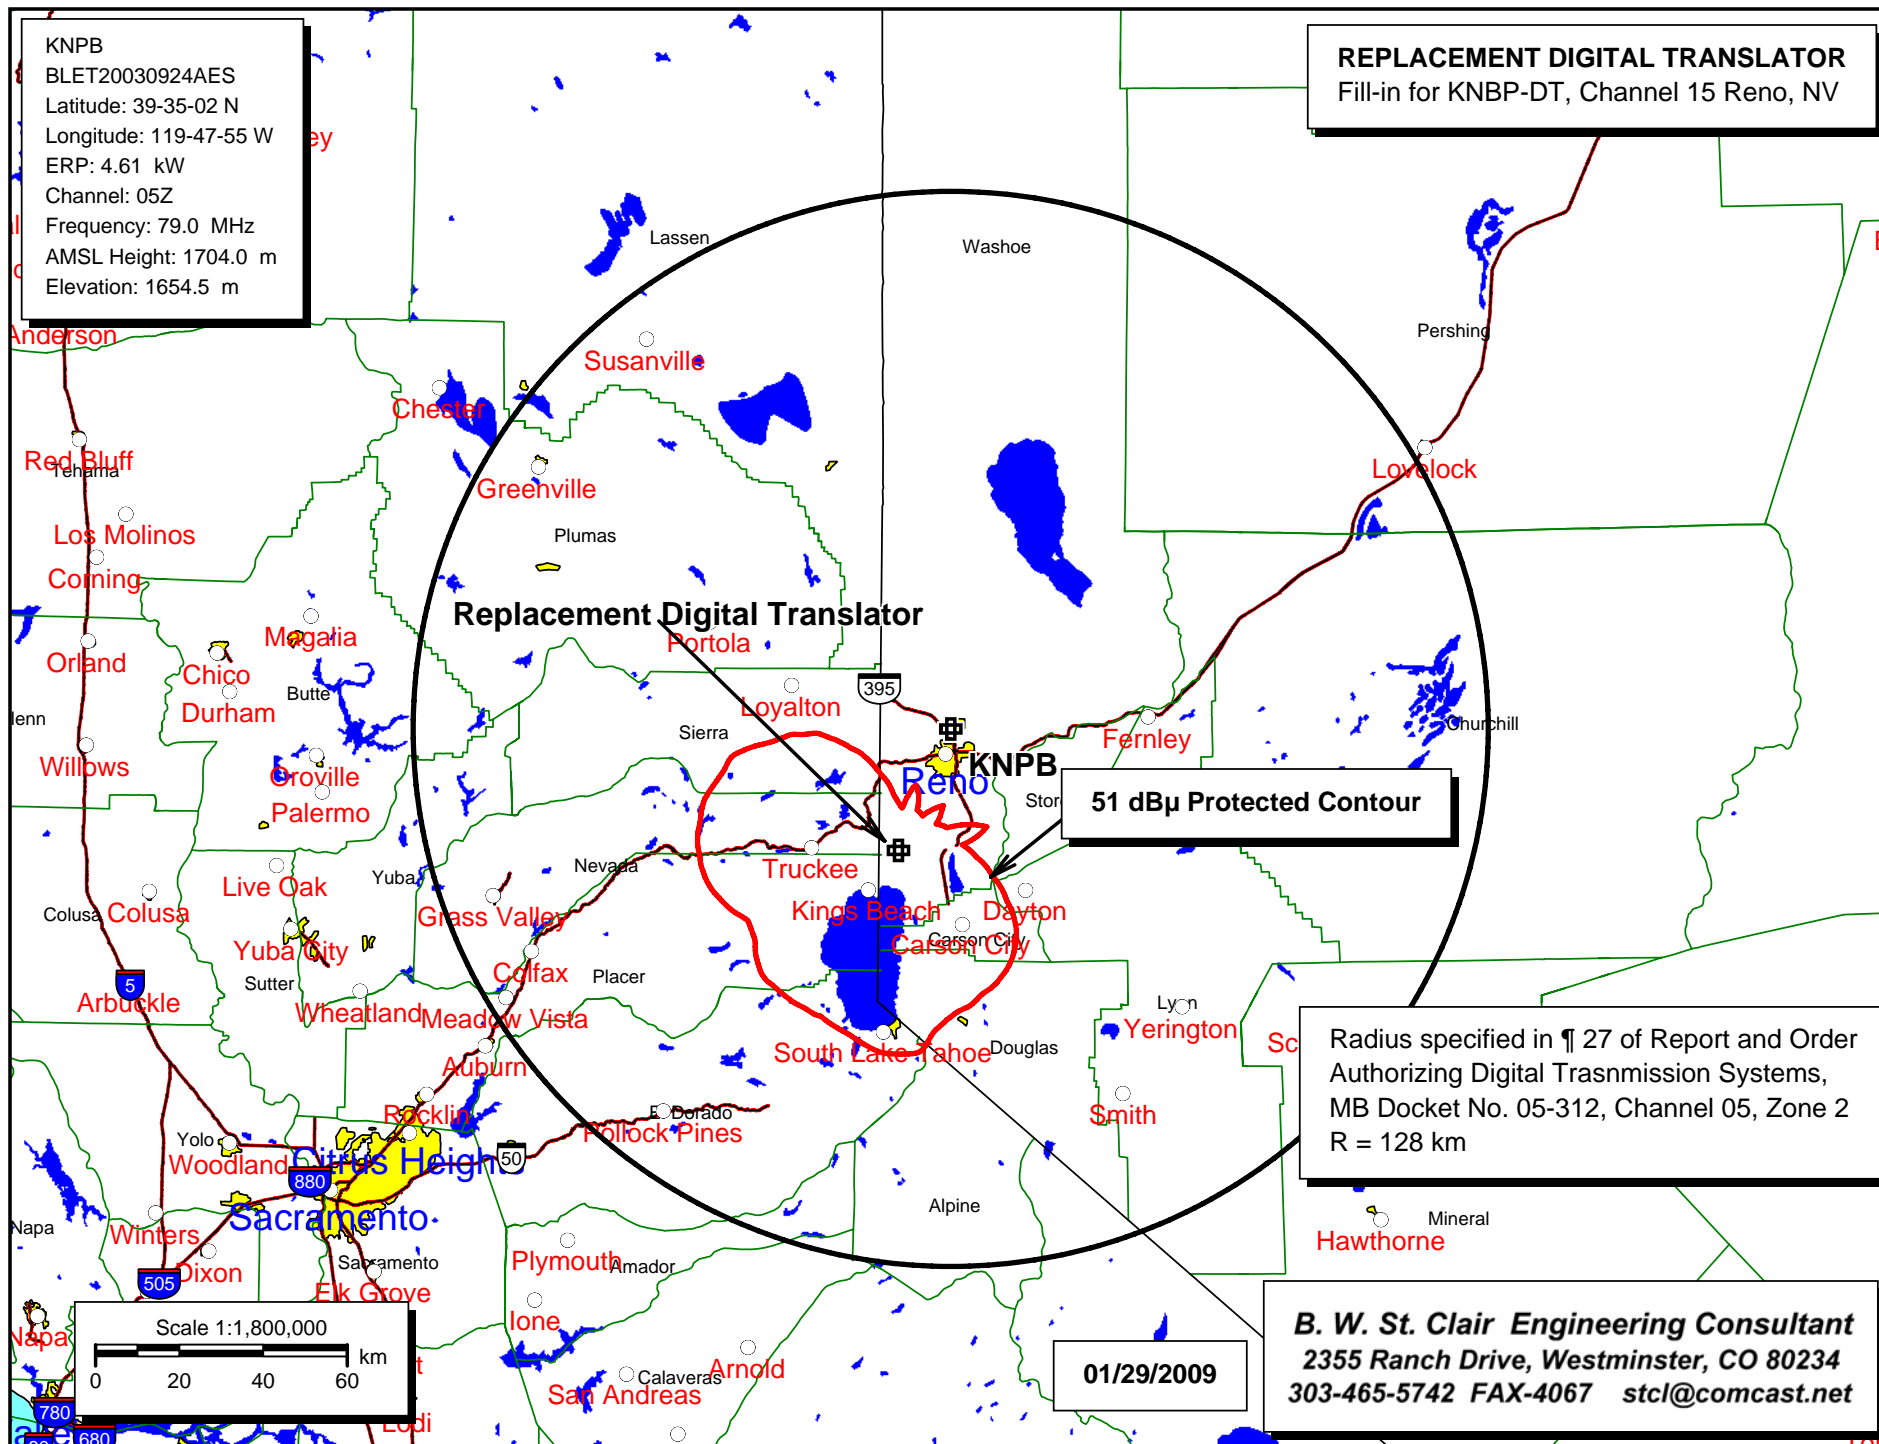 KNPB
BLET20030924AES
Latitude: 39-35-02 N
Longitude: 119-47-55 W
ERP: 4.61 kW
Channel: 05Z
Frequency: 79.0 MHz
AMSL Height: 1704.0 m
Elevation: 1654.5 m
REPLACEMENT DIGITAL TRANSLATOR
Fill-in for KNBP-DT, Channel 15 Reno, NV
Lassen
Washoe
Anderson
Pershing
Susanville
Chester
Red Bluff
Tehama
Lovelock
Greenville
Los Molinos
Plumas
Corning
Replacement Digital Translator
Magalia
Portola
Orland
Chico
395
Butte
Durham
Loyalton
Sierra
Churchill
Willows
Fernley
KNPB
Oroville
Reno
Palermo
51 dBµ Protected Contour
Truckee
Nevada
Yuba
Live Oak
Colusa
Colusa
Grass Valley
Kings Beach
Dayton
Carson City
Carson City
Yuba City
Colfax
Placer
Sutter
5
Arbuckle
Wheatland
Meadow Vista
Lyon
Yerington
South Lake Tahoe
Douglas
Auburn
Radius specified in ¶ 27 of Report and Order
Authorizing Digital Trasnmission Systems,
MB Docket No. 05-312, Channel 05, Zone 2
R = 128 km
Rocklin
El Dorado
Pollock Pines
Smith
Yolo
Woodland
Citrus Heigh
50
880
Alpine
Sacramento
Napa
Winters
Mineral
Hawthorne
Plymouth
Amador
Sacramento
Dixon
505
Elk Grove
Ione
Scale 1:1,800,000
km
0 20 40 60
Napa
Arnold
Calaveras
San Andreas
Lodi
780
680
01/29/2009
B. W. St. Clair Engineering Consultant
2355 Ranch Drive, Westminster, CO 80234
303-465-5742 FAX-4067 stcl@comcast.net